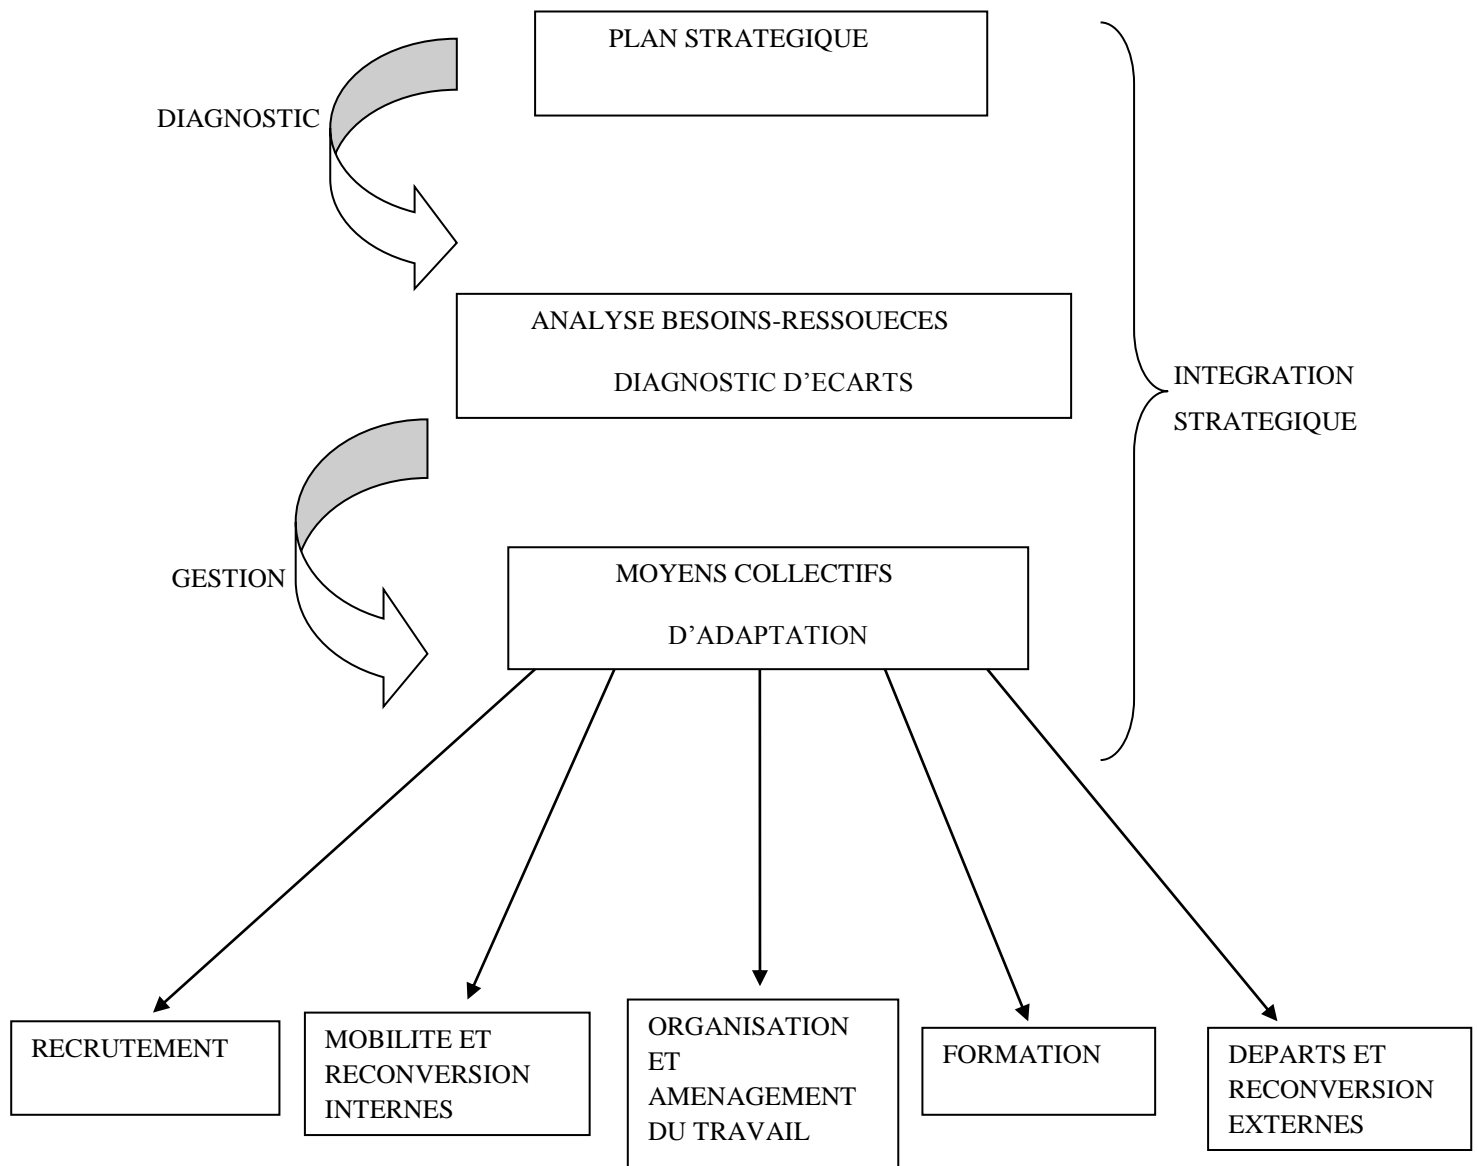 PLAN STRATEGIQUE
DIAGNOSTIC
ANALYSE BESOINS-RESSOUECES
DIAGNOSTIC D’ECARTS
INTEGRATION
STRATEGIQUE
GESTION
MOYENS COLLECTIFS
D’ADAPTATION
RECRUTEMENT
MOBILITE ET
RECONVERSION
INTERNES
ORGANISATION
ET
AMENAGEMENT
DU TRAVAIL
FORMATION
DEPARTS ET
RECONVERSION
EXTERNES